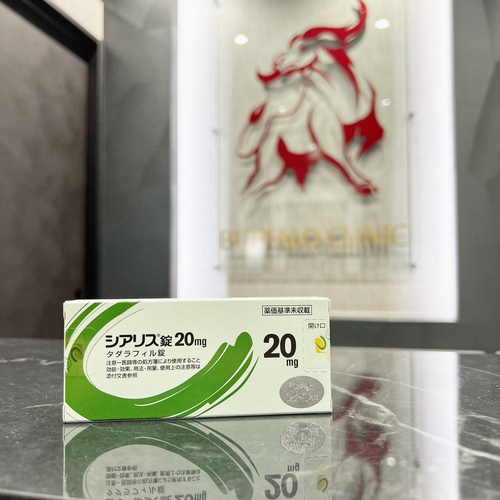 BUFFALO CLINIC
薬価基準未収載
シアリス®錠20mg
タダラフィル錠
注意ー医師等の処方箋により使用すること
効能・効果、用法・用量、使用上の注意等は
添付文書参照
開け口
20
mg